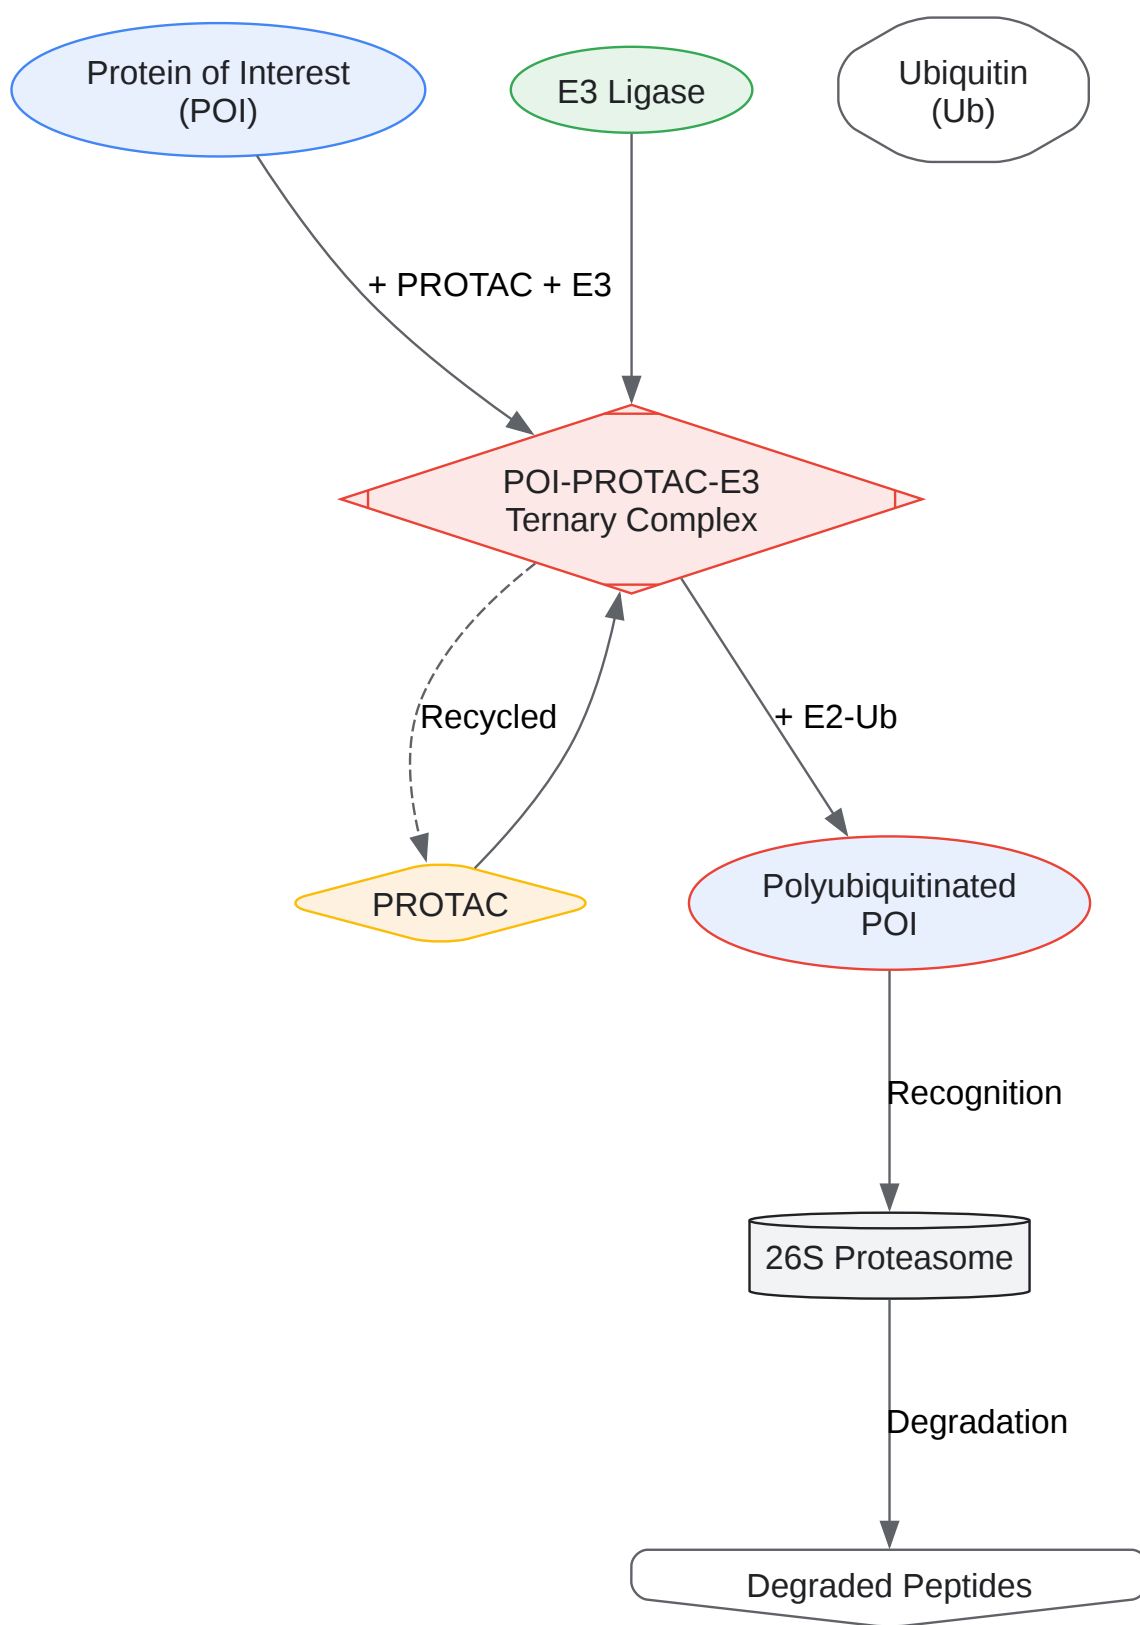 Protein of Interest
(POI)
E3 Ligase
Ubiquitin
(Ub)
+ PROTAC + E3
POI-PROTAC-E3
Ternary Complex
Recycled
+ E2-Ub
PROTAC
Polyubiquitinated
POI
Recognition
26S Proteasome
Degradation
Degraded Peptides